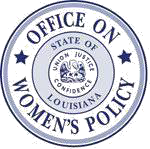 OFFICE ON
WOMEN'S POLICY
STATE OF
LOUISIANA
UNION JUSTICE
CONFIDENCE